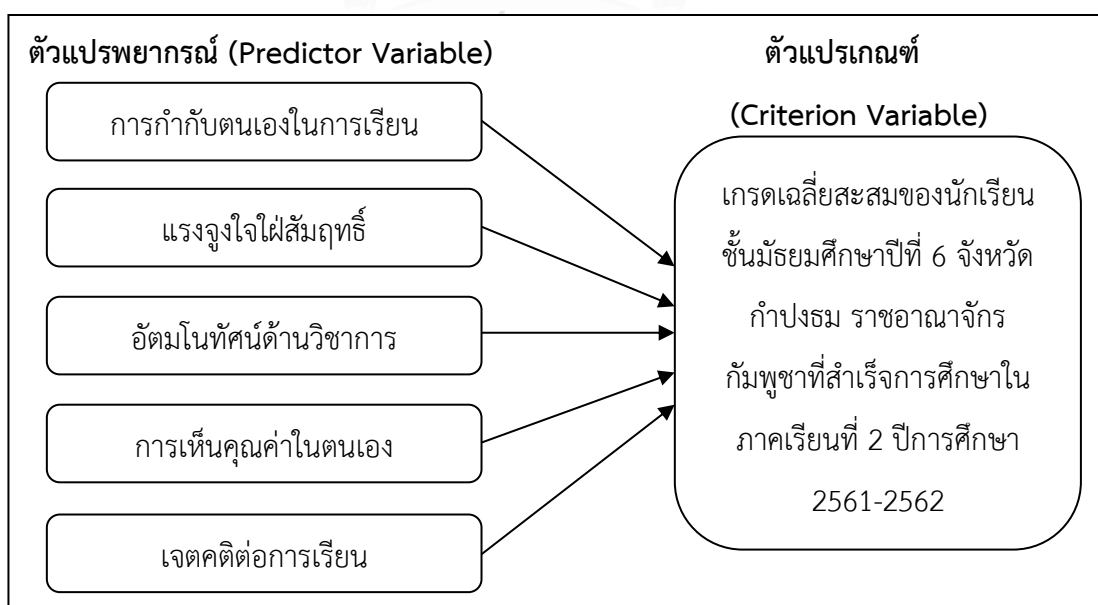 ตัวแปรพยากรณ์ (Predictor Variable)
การกำกับตนเองในการเรียน
แรงจูงใจใฝ่สัมฤทธิ์
อัตมโนทัศน์ด้านวิชาการ
การเห็นคุณค่าในตนเอง
เจตคติต่อการเรียน
ตัวแปรเกณฑ์
(Criterion Variable)
เกรดเฉลี่ยสะสมของนักเรียน
ชั้นมัธยมศึกษาปีที่ 6 จังหวัด
กำปงธม ราชอาณาจักร
กัมพูชาที่สำเร็จการศึกษาใน
ภาคเรียนที่ 2 ปีการศึกษา
2561-2562